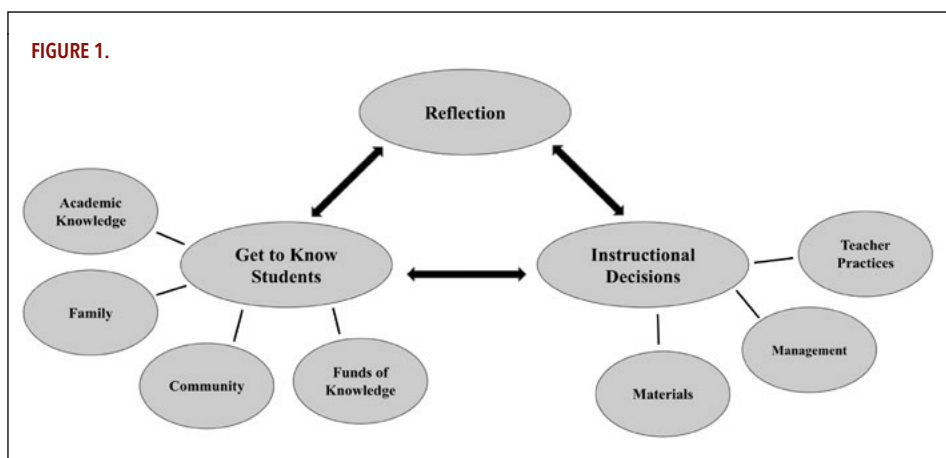 FIGURE 1.
Reflection
Academic
Knowledge
Get to Know
Students
Family
Community
Funds of
Knowledge
Instructional
Decisions
Teacher
Practices
Management
Materials